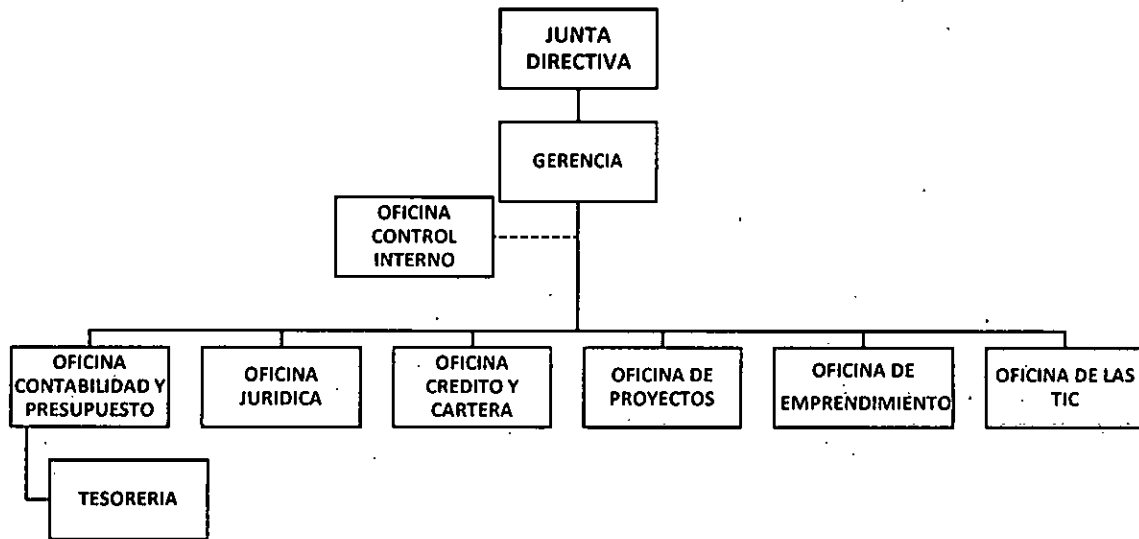 JUNTA
DIRECTIVA
GERENCIA
OFICINA
CONTROL
INTERNO
OFICINA
CONTABILIDAD Y
PRESUPUESTO
OFICINA
JURIDICA
OFICINA
CREDITO Y
CARTERA
OFICINA DE
PROYECTOS
OFICINA DE
EMPRENDIMIENTO
OFICINA DE LAS
TIC
TESORERIA